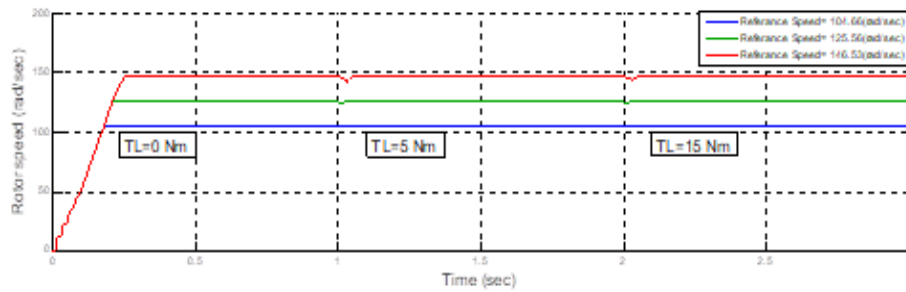 200
150
100
50
0
Rotor speed (rad/sec)
Referance Speed= 104.66(rad/sec)
Referance Speed= 125.56(rad/sec)
Referance Speed= 146.53(rad/sec)
TL=0 Nm
TL=5 Nm
TL=15 Nm
0
0.5
1
1.5
2
2.5
Time (sec)